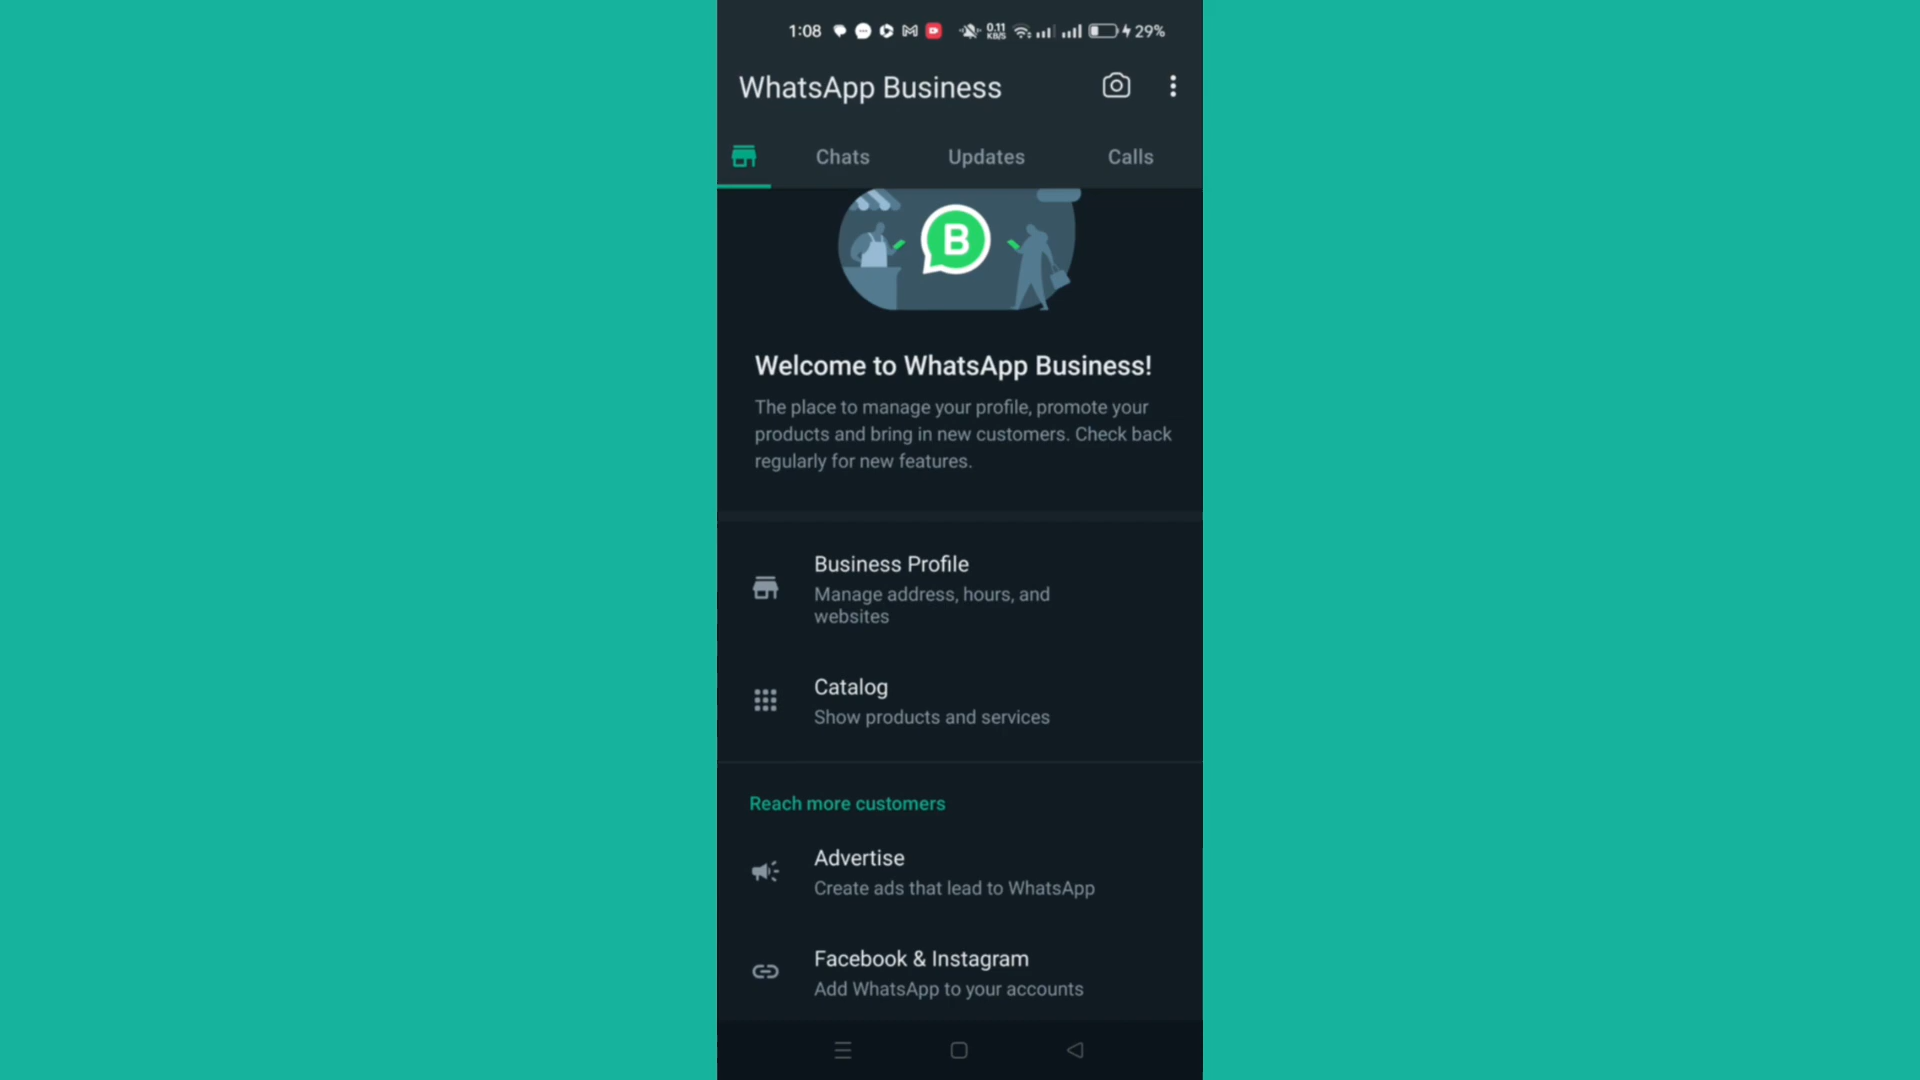 1:08
0.11
KB/S
29%
WhatsApp Business
Chats
Updates
Calls
B
Welcome to WhatsApp Business!
The place to manage your profile, promote your
products and bring in new customers. Check back
regularly for new features.
Business Profile
Manage address, hours, and
websites
Catalog
Show products and services
Reach more customers
Advertise
Create ads that lead to WhatsApp
Facebook & Instagram
Add WhatsApp to your accounts